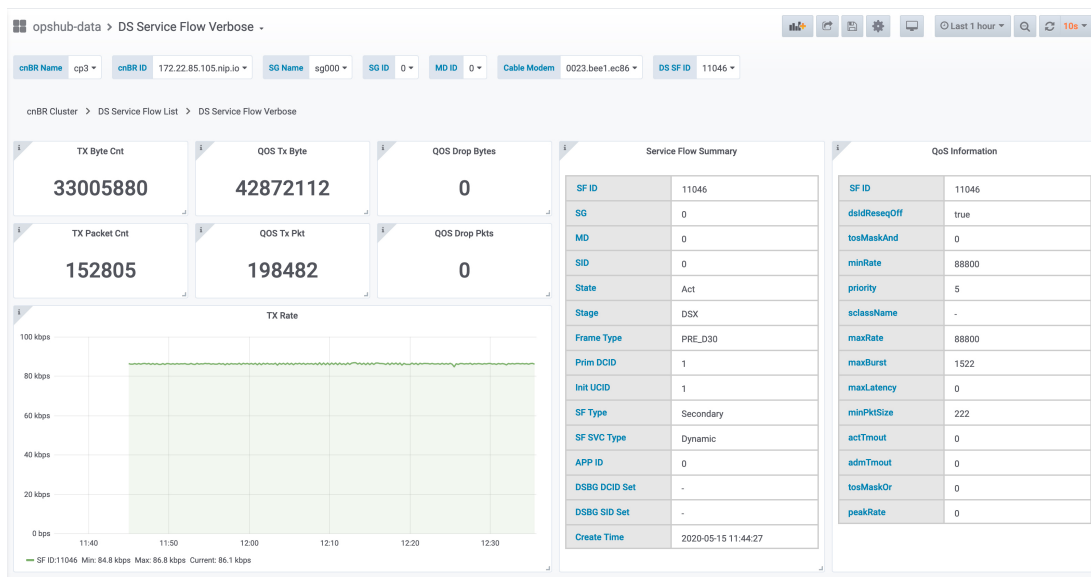 opshub-data > DS Service Flow Verbose
Last 1 hour
10s
cnBR Name cp3
cnBR ID 172.22.85.105.nip.io
SG Name sg000
SG ID 0
MD ID 0
Cable Modem 0023.bee1.ec86
DS SF ID 11046
cnBR Cluster > DS Service Flow List > DS Service Flow Verbose
TX Byte Cnt
33005880
QOS Tx Byte
42872112
QOS Drop Bytes
0
TX Packet Cnt
152805
QOS Tx Pkt
198482
QOS Drop Pkts
0
TX Rate
100 kbps
80 kbps
60 kbps
40 kbps
20 kbps
0 bps
11:40 11:50 12:00 12:10 12:20 12:30
SF ID:11046 Min: 84.8 kbps Max: 86.8 kbps Current: 86.1 kbps
Service Flow Summary
SF ID 11046
SG 0
MD 0
SID 0
State Act
Stage DSX
Frame Type PRE_D30
Prim DCID 1
Init UCID 1
SF Type Secondary
SF SVC Type Dynamic
APP ID 0
DSBG DCID Set -
DSBG SID Set -
Create Time 2020-05-15 11:44:27
QoS Information
SF ID 11046
dsIdReseqOff true
tosMaskAnd 0
minRate 88800
priority 5
sclassName -
maxRate 88800
maxBurst 1522
maxLatency 0
minPktSize 222
actTmout 0
admTmout 0
tosMaskOr 0
peakRate 0